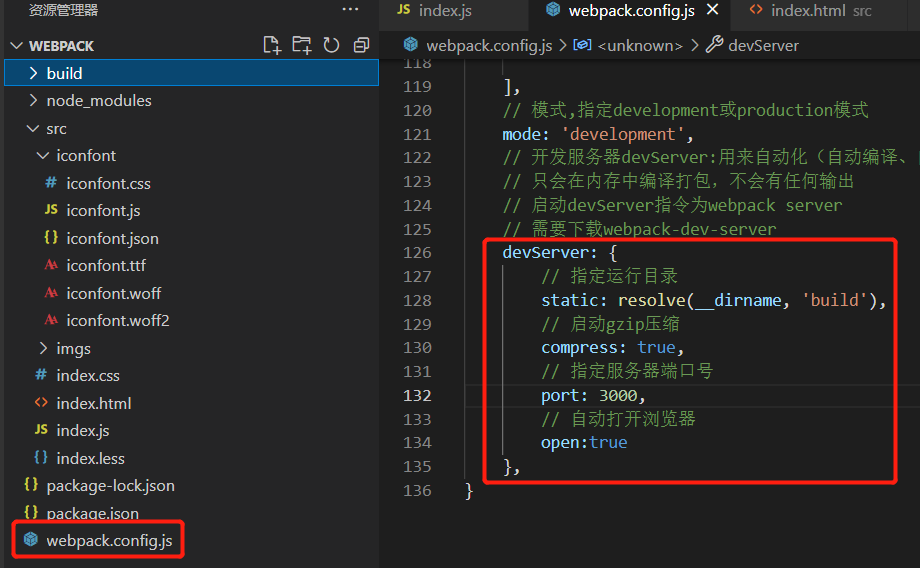 资源管理器 ...
WEBPACK
build
node_modules
src
iconfont
# iconfont.css
JS iconfont.js
{} iconfont.json
iconfont.ttf
iconfont.woff
iconfont.woff2
imgs
# index.css
<> index.html
JS index.js
{} index.less
{} package-lock.json
{} package.json
webpack.config.js
JS index.js webpack.config.js × <> index.html src
webpack.config.js > <unknown> > devServer
118
119 ],
120 // 模式,指定development或production模式
121 mode: 'development',
122 // 开发服务器devServer:用来自动化（自动编译、
123 // 只会在内存中编译打包，不会有任何输出
124 // 启动devServer指令为webpack server
125 // 需要下载webpack-dev-server
126 devServer: {
127 // 指定运行目录
128 static: resolve(__dirname, 'build'),
129 // 启动gzip压缩
130 compress: true,
131 // 指定服务器端口号
132 port: 3000,
133 // 自动打开浏览器
134 open:true
135 },
136 }